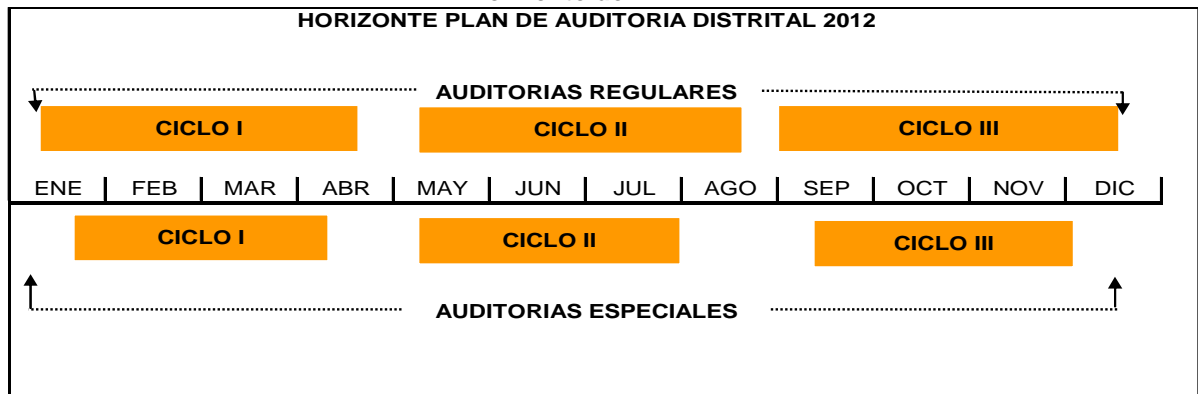 HORIZONTE PLAN DE AUDITORIA DISTRITAL 2012
AUDITORIAS REGULARES
CICLO I CICLO II CICLO III
ENE FEB MAR ABR MAY JUN JUL AGO SEP OCT NOV DIC
CICLO I CICLO II CICLO III
AUDITORIAS ESPECIALES